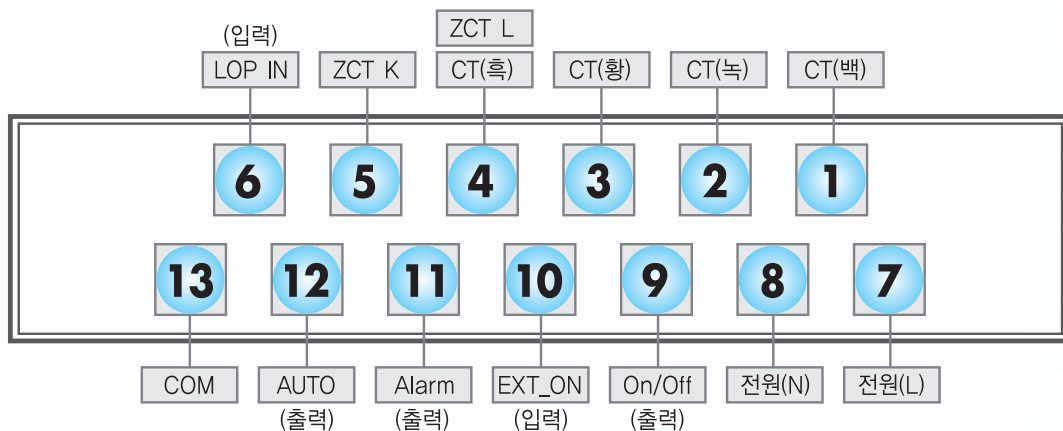 (입력)
ZCT L
LOP IN
ZCT K
CT(흑)
CT(황)
CT(녹)
CT(백)
6
5
4
3
2
1
13
12
11
10
9
8
7
COM
AUTO
(출력)
Alarm
(출력)
EXT_ON
(입력)
On/Off
(출력)
전원(N)
전원(L)